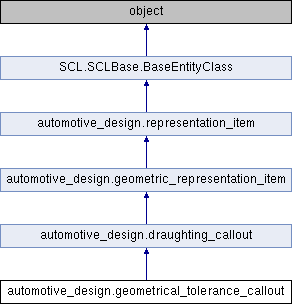 object
SCL.SCLBase.BaseEntityClass
automotive_design.representation_item
automotive_design.geometric_representation_item
automotive_design.draughting_callout
automotive_design.geometrical_tolerance_callout